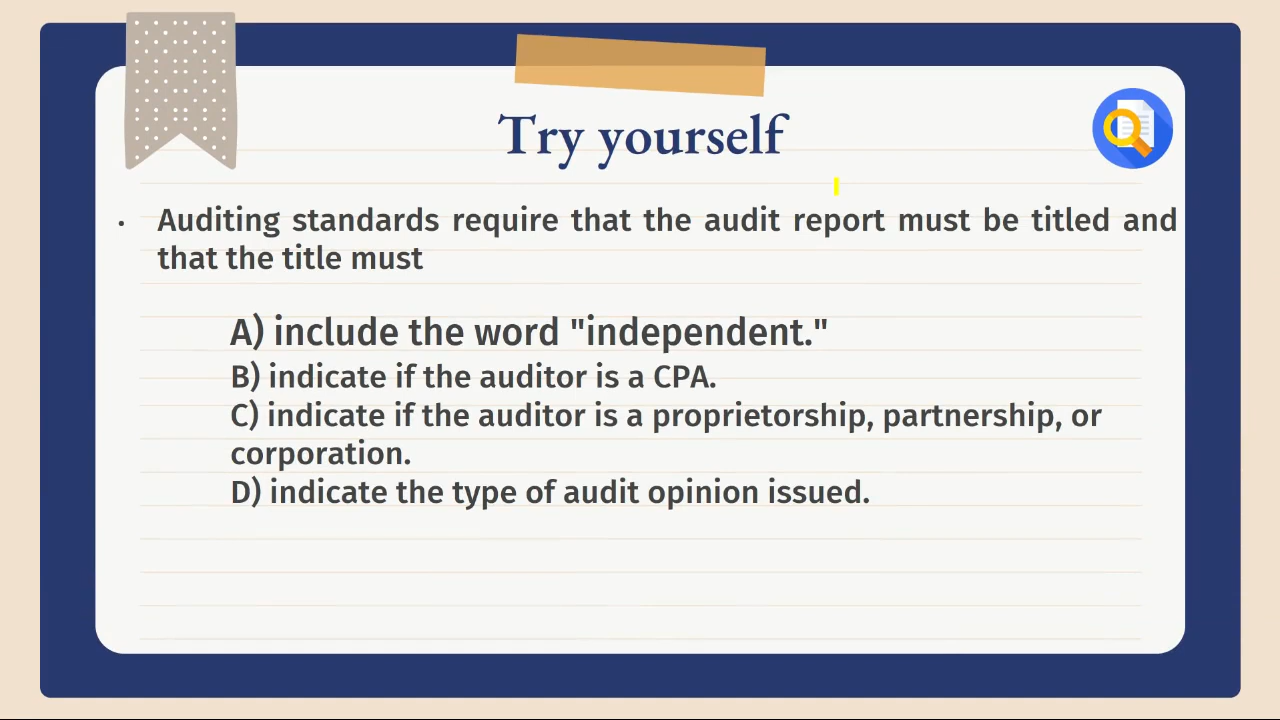 Try yourself
• Auditing standards require that the audit report must be titled and
that the title must
A) include the word "independent."
B) indicate if the auditor is a CPA.
C) indicate if the auditor is a proprietorship, partnership, or
corporation.
D) indicate the type of audit opinion issued.